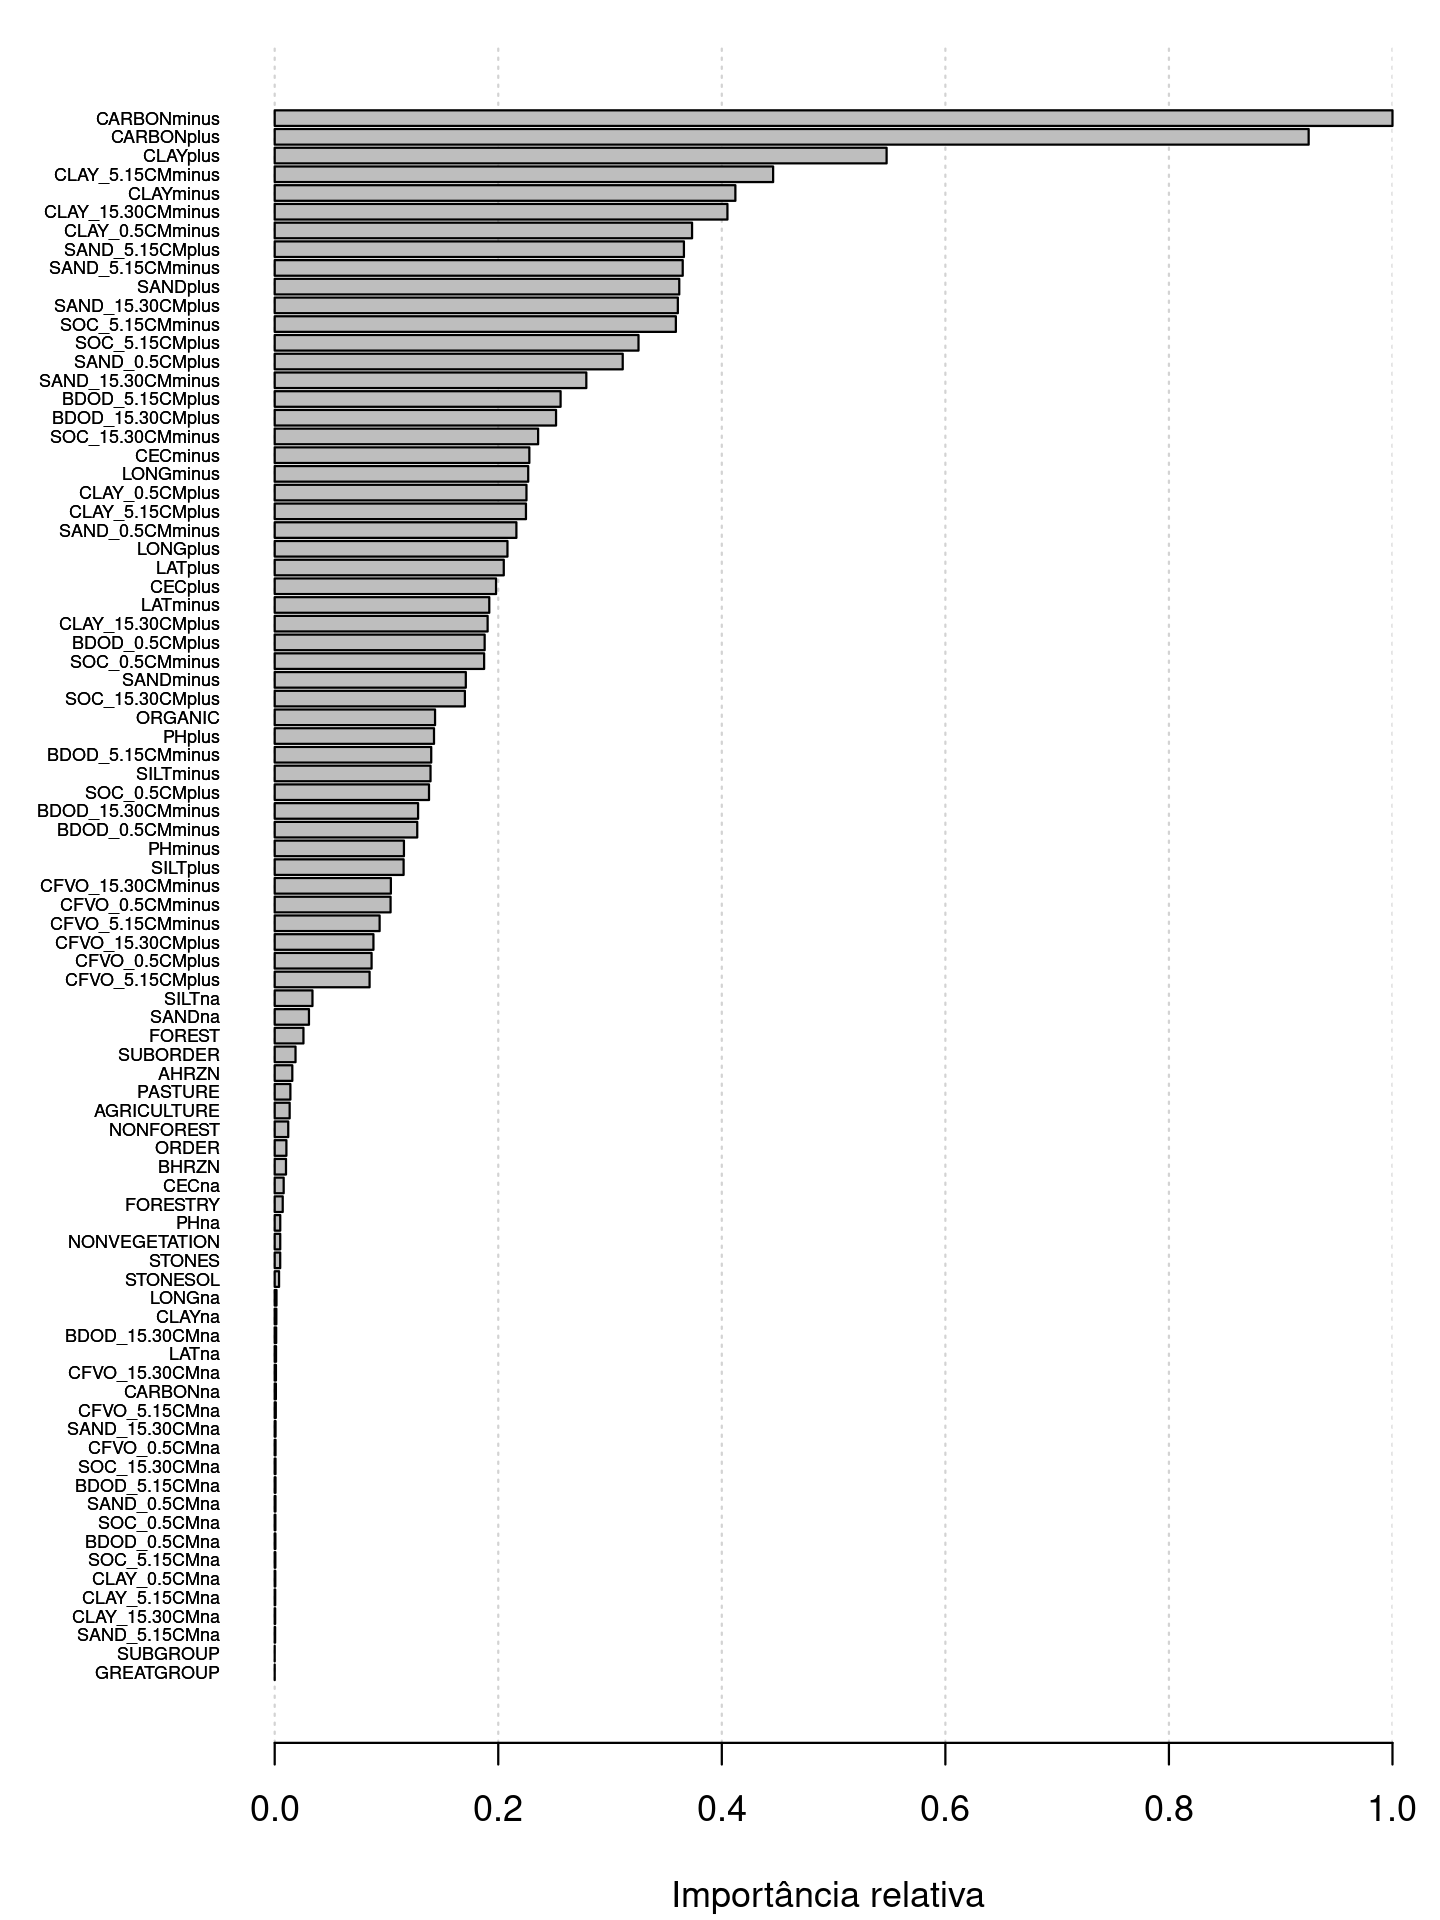 CARBONminus
CARBONplus
CLAYplus
CLAY_5.15CMminus
CLAYminus
CLAY_15.30CMminus
CLAY_0.5CMminus
SAND_5.15CMplus
SAND_5.15CMminus
SANDplus
SAND_15.30CMplus
SOC_5.15CMminus
SOC_5.15CMplus
SAND_0.5CMplus
SAND_15.30CMminus
BDOD_5.15CMplus
BDOD_15.30CMplus
SOC_15.30CMminus
CECminus
LONGminus
CLAY_0.5CMplus
CLAY_5.15CMplus
SAND_0.5CMminus
LONGplus
LATplus
CECplus
LATminus
CLAY_15.30CMplus
BDOD_0.5CMplus
SOC_0.5CMminus
SANDminus
SOC_15.30CMplus
ORGANIC
PHplus
BDOD_5.15CMminus
SILTminus
SOC_0.5CMplus
BDOD_15.30CMminus
BDOD_0.5CMminus
PHminus
SILTplus
CFVO_15.30CMminus
CFVO_0.5CMminus
CFVO_5.15CMminus
CFVO_15.30CMplus
CFVO_0.5CMplus
CFVO_5.15CMplus
SILTna
SANDna
FOREST
SUBORDER
AHRZN
PASTURE
AGRICULTURE
NONFOREST
ORDER
BHRZN
CECna
FORESTRY
PHna
NONVEGETATION
STONES
STONESOL
LONGna
CLAYna
BDOD_15.30CMna
LATna
CFVO_15.30CMna
CARBONna
CFVO_5.15CMna
SAND_15.30CMna
CFVO_0.5CMna
SOC_15.30CMna
BDOD_5.15CMna
SAND_0.5CMna
SOC_0.5CMna
BDOD_0.5CMna
SOC_5.15CMna
CLAY_0.5CMna
CLAY_5.15CMna
CLAY_15.30CMna
SAND_5.15CMna
SUBGROUP
GREATGROUP
0.0 0.2 0.4 0.6 0.8 1.0
Importância relativa